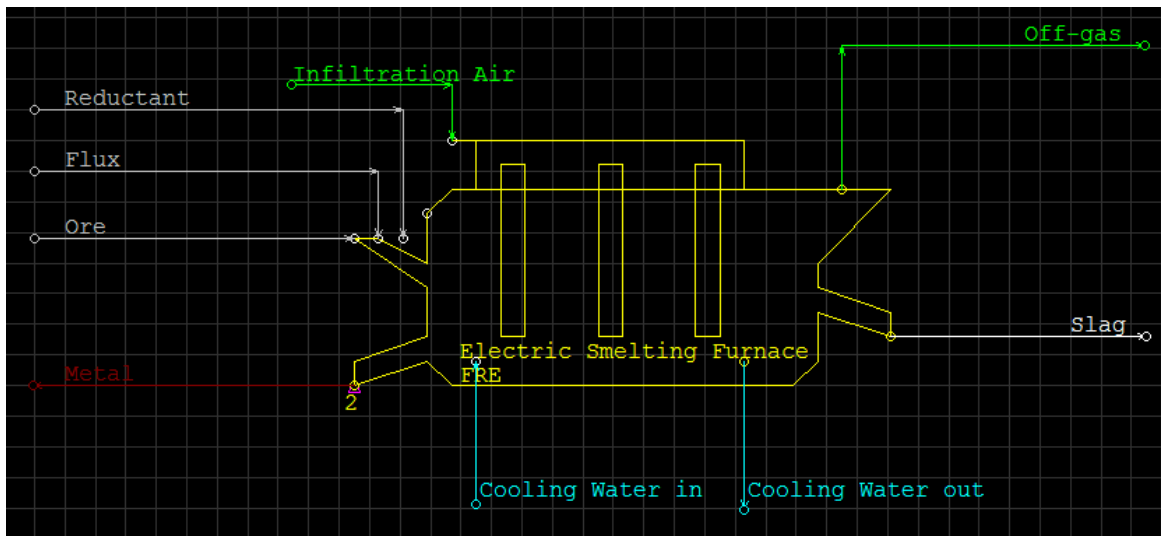 Off-gas
Infiltration Air
Reductant
Flux
Ore
Slag
Electric Smelting Furnace
FRE
Metal
2
Cooling Water in
Cooling Water out